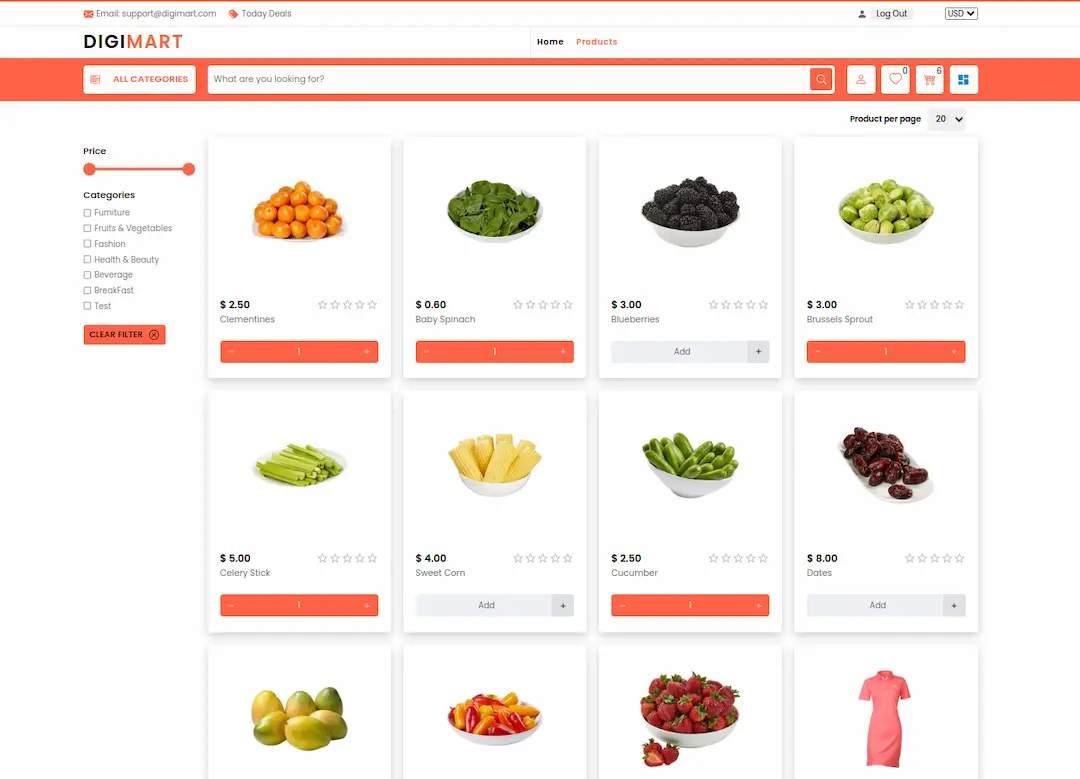 Email: support@digimart.com Today Deals Log Out USD
DIGIMART Home Products
ALL CATEGORIES What are you looking for? 0 6
Product per page 20
Price
Categories
Furniture
Fruits & Vegetables
Fashion
Health & Beauty
Beverage
BreakFast
Test
CLEAR FILTER
$ 2.50
Clementines
- 1 +
$ 0.60
Baby Spinach
- 1 +
$ 3.00
Blueberries
Add +
$ 3.00
Brussels Sprout
- 1 +
$ 5.00
Celery Stick
- 1 +
$ 4.00
Sweet Corn
Add +
$ 2.50
Cucumber
- 1 +
$ 8.00
Dates
Add +